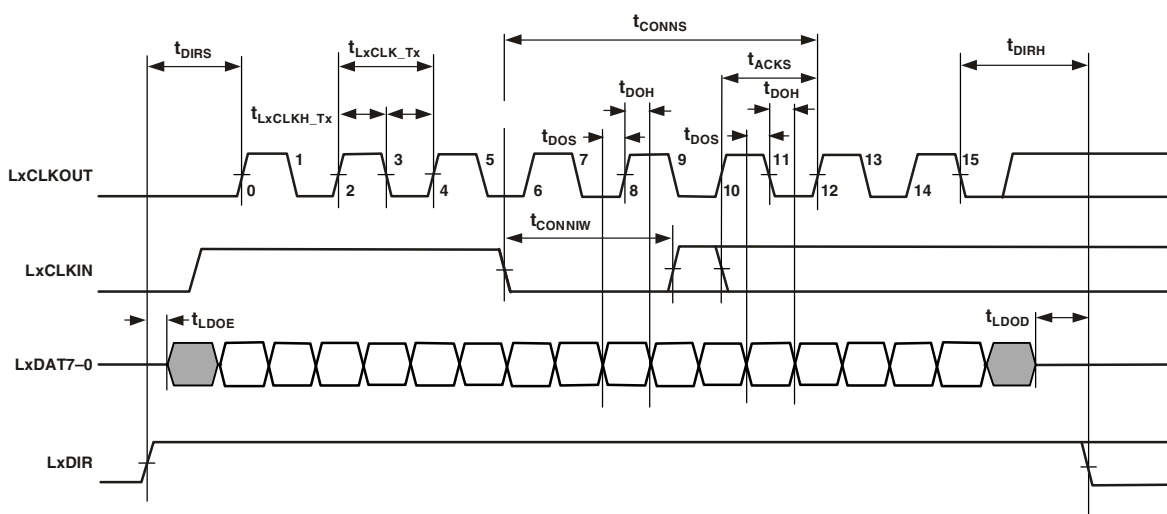 tCONNS
tDIRS
tLxCLK_Tx
tACKS
tDIRH
tDOH
tDOH
tLxCLKH_Tx
tDOS
tDOS
LxCLKOUT
1 3 5 7 9 11 13 15
0 2 4 6 8 10 12 14
tCONNIW
LxCLKIN
tLDOE
tLDOD
LxDAT7–0
LxDIR